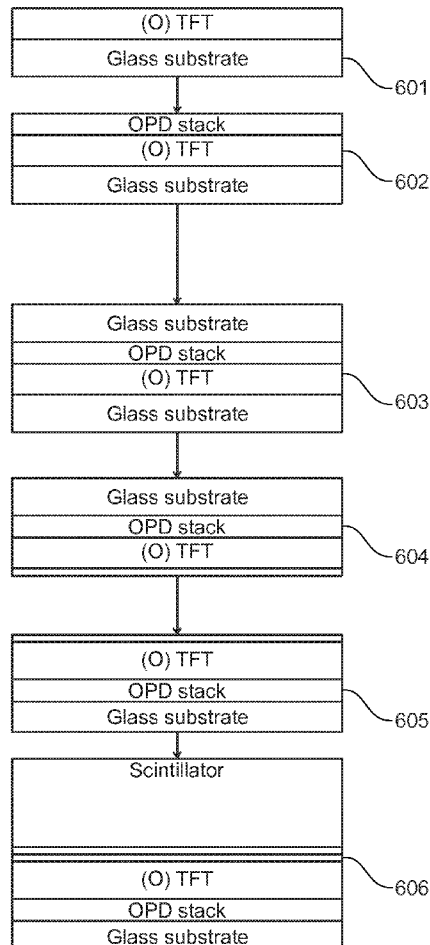 (O) TFT
Glass substrate
601
OPD stack
(O) TFT
Glass substrate
602
Glass substrate
OPD stack
(O) TFT
Glass substrate
603
Glass substrate
OPD stack
(O) TFT
604
(O) TFT
OPD stack
Glass substrate
605
Scintillator
(O) TFT
OPD stack
Glass substrate
606